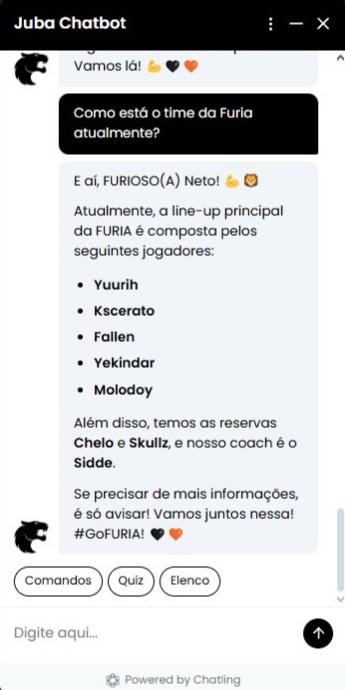 Juba Chatbot
Vamos lá! 💪🖤🧡
Como está o time da Furia
atualmente?
E aí, FURIOSO(A) Neto! 💪🦁
Atualmente, a line-up principal
da FURIA é composta pelos
seguintes jogadores:
• Yuurih
• Kscerato
• Fallen
• Yekindar
• Molodoy
Além disso, temos as reservas
Chelo e Skullz, e nosso coach é o
Sidde.
Se precisar de mais informações,
é só avisar! Vamos juntos nessa!
#GoFURIA! 🖤🧡
Comandos Quiz Elenco
Digite aqui...
Powered by Chatling